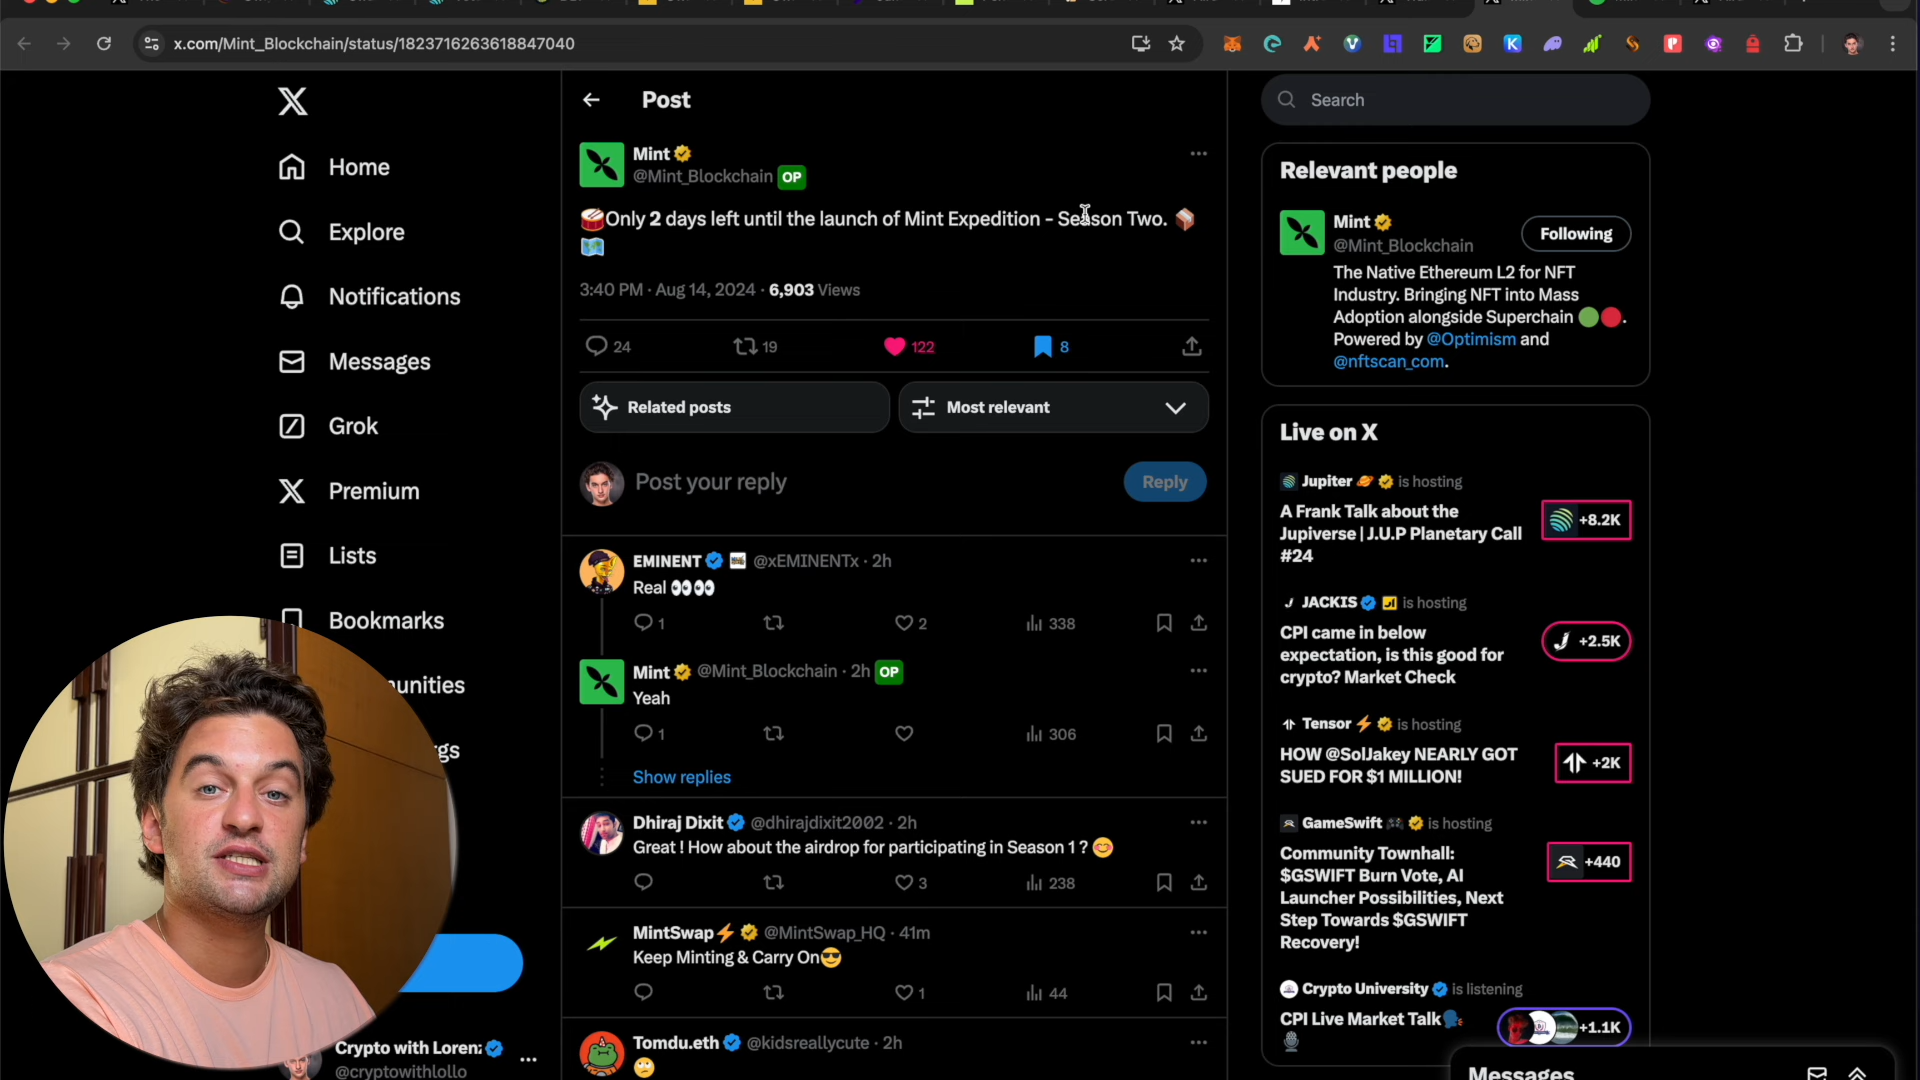 x.com/Mint_Blockchain/status/1823716263618847040
Home
Explore
Notifications
Messages
Grok
Premium
Lists
Bookmarks
Crypto with Loren
@cryptowithlollo
Post
Mint
@Mint_Blockchain OP
Only 2 days left until the launch of Mint Expedition - Season Two.
3:40 PM · Aug 14, 2024 · 6,903 Views
24 19 122 8
Related posts
Most relevant
Post your reply
Reply
EMINENT @xEMINENTx · 2h
Real
1 2 338
Mint @Mint_Blockchain · 2h OP
Yeah
1 306
Show replies
Dhiraj Dixit @dhirajdixit2002 · 2h
Great ! How about the airdrop for participating in Season 1 ?
3 238
MintSwap @MintSwap_HQ · 41m
Keep Minting & Carry On
1 44
Tomdu.eth @kidsreallycute · 2h
Search
Relevant people
Mint
@Mint_Blockchain
Following
The Native Ethereum L2 for NFT
Industry. Bringing NFT into Mass
Adoption alongside Superchain .
Powered by @Optimism and
@nftscan_com.
Live on X
Jupiter is hosting
A Frank Talk about the
Jupiverse | J.U.P Planetary Call
#24
+8.2K
JACKIS is hosting
CPI came in below
expectation, is this good for
crypto? Market Check
+2.5K
Tensor is hosting
HOW @SolJakey NEARLY GOT
SUED FOR $1 MILLION!
+2K
GameSwift is hosting
Community Townhall:
$GSWIFT Burn Vote, AI
Launcher Possibilities, Next
Step Towards $GSWIFT
Recovery!
+440
Crypto University is listening
CPI Live Market Talk
+1.1K
Messages